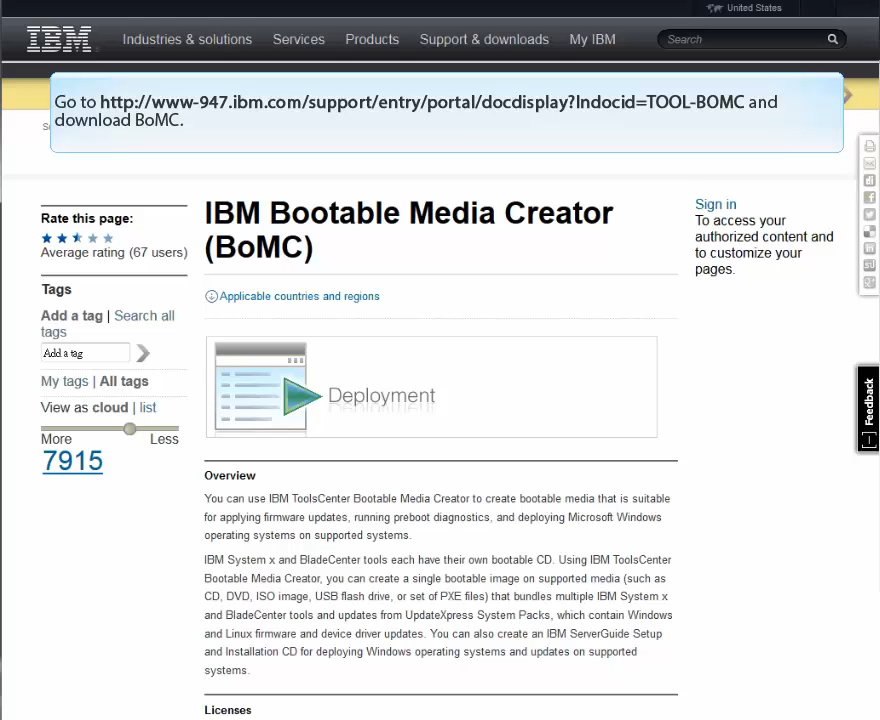 United States
IBM
Industries & solutions Services Products Support & downloads My IBM Search
Go to http://www-947.ibm.com/support/entry/portal/docdisplay?lndocid=TOOL-BOMC and
download BoMC.
IBM Bootable Media Creator
(BoMC)
Rate this page:
Average rating (67 users)
Tags
Add a tag | Search all
tags
Add a tag
My tags | All tags
View as cloud | list
More Less
7915
Applicable countries and regions
Deployment
Overview
You can use IBM ToolsCenter Bootable Media Creator to create bootable media that is suitable
for applying firmware updates, running preboot diagnostics, and deploying Microsoft Windows
operating systems on supported systems.
IBM System x and BladeCenter tools each have their own bootable CD. Using IBM ToolsCenter
Bootable Media Creator, you can create a single bootable image on supported media (such as
CD, DVD, ISO image, USB flash drive, or set of PXE files) that bundles multiple IBM System x
and BladeCenter tools and updates from UpdateXpress System Packs, which contain Windows
and Linux firmware and device driver updates. You can also create an IBM ServerGuide Setup
and Installation CD for deploying Windows operating systems and updates on supported
systems.
Licenses
Sign in
To access your
authorized content and
to customize your
pages.
[-] Feedback